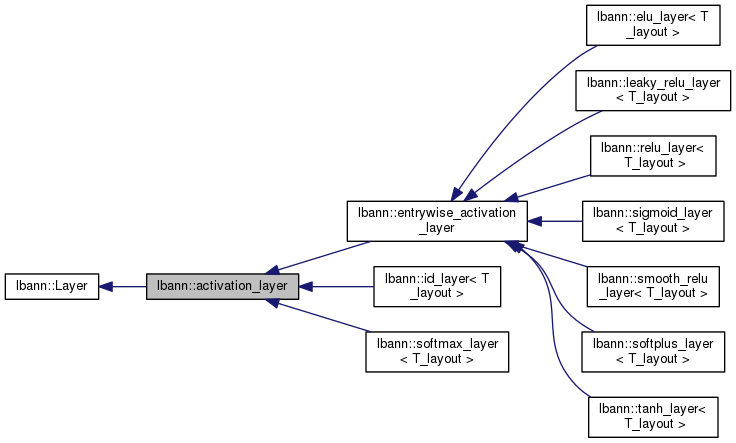 lbann::elu_layer< T
_layout >
lbann::leaky_relu_layer
< T_layout >
lbann::relu_layer<
T_layout >
lbann::entrywise_activation
_layer
lbann::sigmoid_layer
< T_layout >
lbann::Layer
lbann::activation_layer
lbann::id_layer< T
_layout >
lbann::smooth_relu
_layer< T_layout >
lbann::softmax_layer
< T_layout >
lbann::softplus_layer
< T_layout >
lbann::tanh_layer<
T_layout >